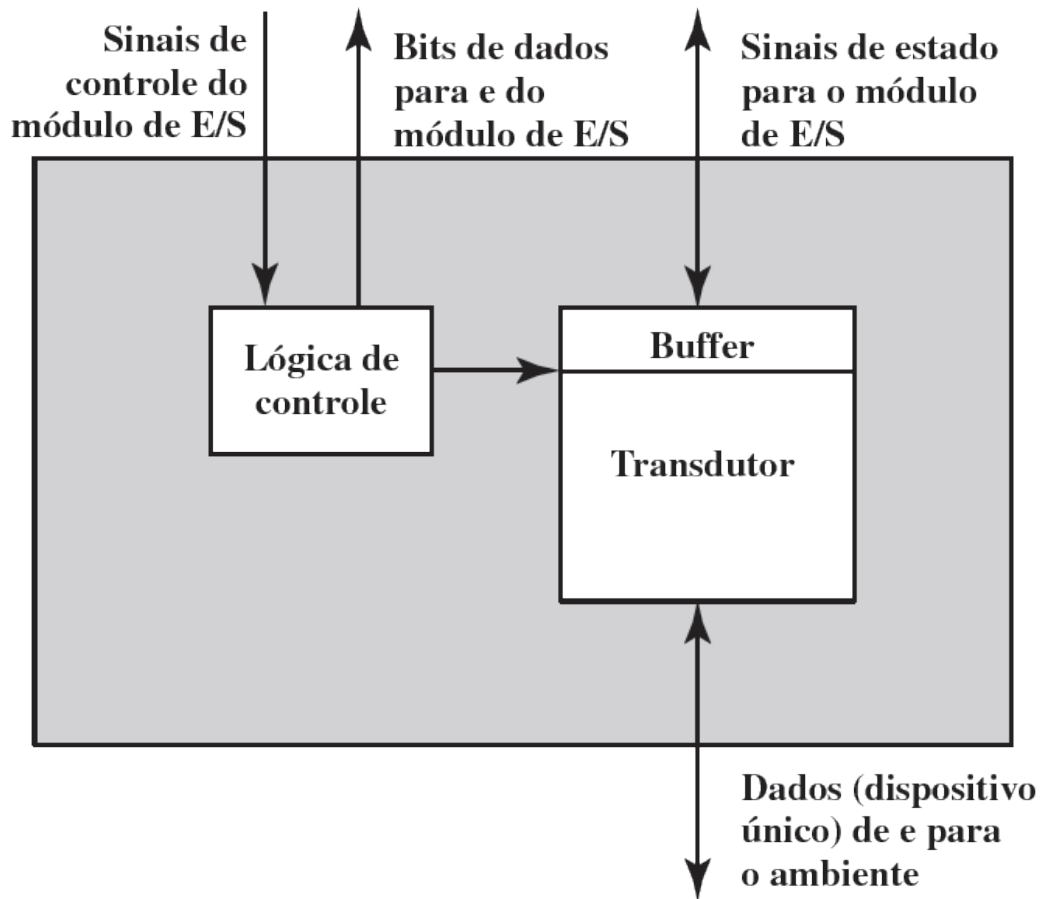 Sinais de
controle do
módulo de E/S
Bits de dados
para e do
módulo de E/S
Sinais de estado
para o módulo
de E/S
Lógica de
controle
Buffer
Transdutor
Dados (dispositivo
único) de e para
o ambiente